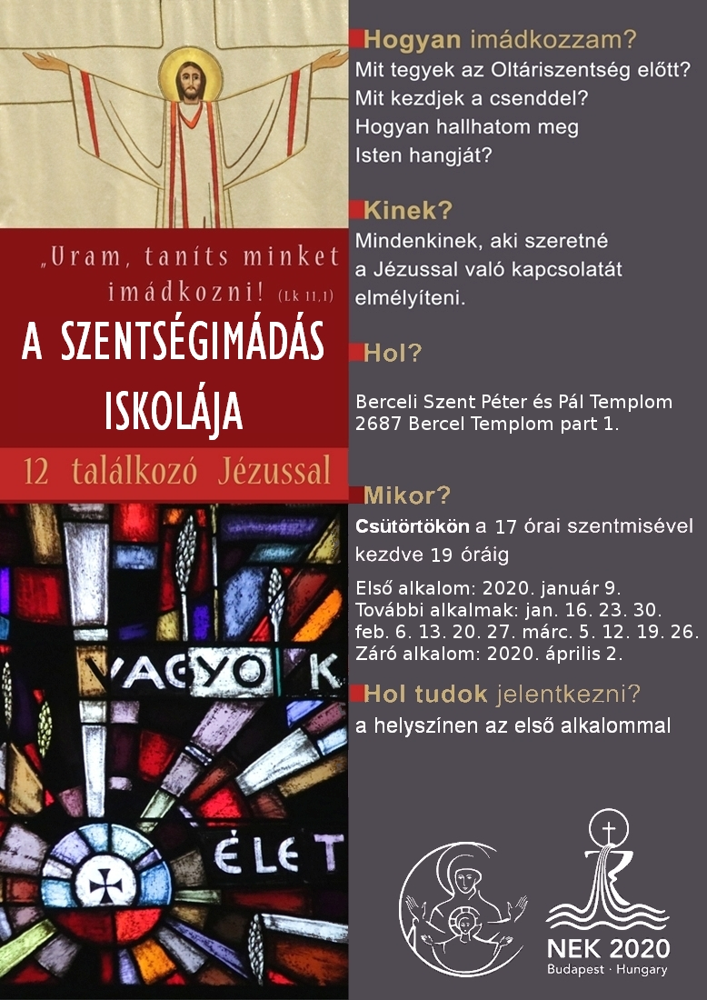 „Uram, taníts minket
imádkozni! (Lk 11,1)
A SZENTSÉGIMÁDÁS
ISKOLÁJA
12 találkozó Jézussal
VAGYOK
ÉLET
Hogyan imádkozzam?
Mit tegyek az Oltáriszentség előtt?
Mit kezdjek a csenddel?
Hogyan hallhatom meg
Isten hangját?
Kinek?
Mindenkinek, aki szeretné
a Jézussal való kapcsolatát
elmélyíteni.
Hol?
Berceli Szent Péter és Pál Templom
2687 Bercel Templom part 1.
Mikor?
Csütörtökön a 17 órai szentmisével
kezdve 19 óráig
Első alkalom: 2020. január 9.
További alkalmak: jan. 16. 23. 30.
feb. 6. 13. 20. 27. márc. 5. 12. 19. 26.
Záró alkalom: 2020. április 2.
Hol tudok jelentkezni?
a helyszínen az első alkalommal
NEK 2020
Budapest · Hungary